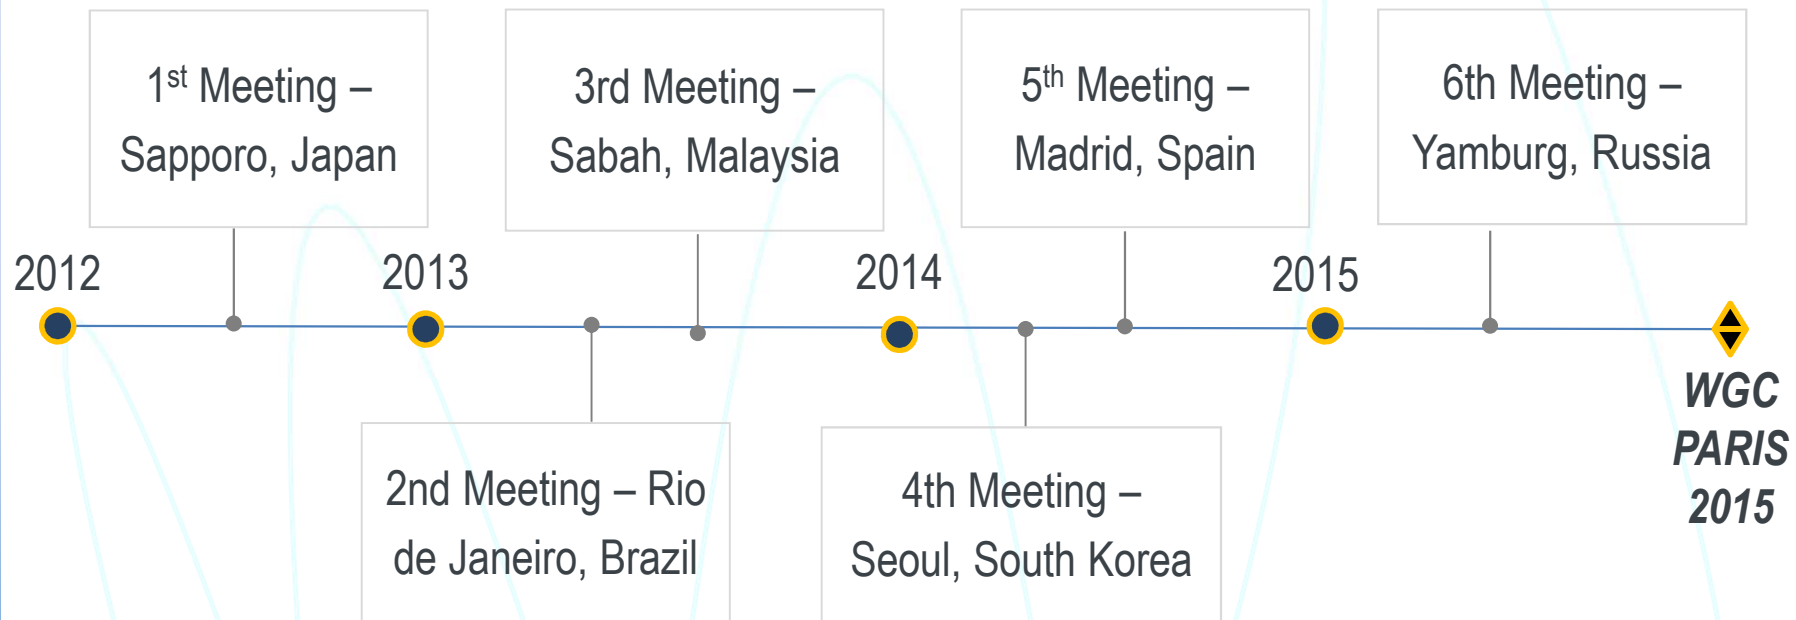 1st Meeting –
Sapporo, Japan
3rd Meeting –
Sabah, Malaysia
5th Meeting –
Madrid, Spain
6th Meeting –
Yamburg, Russia
2012
2013
2014
2015
2nd Meeting – Rio
de Janeiro, Brazil
4th Meeting –
Seoul, South Korea
WGC
PARIS
2015